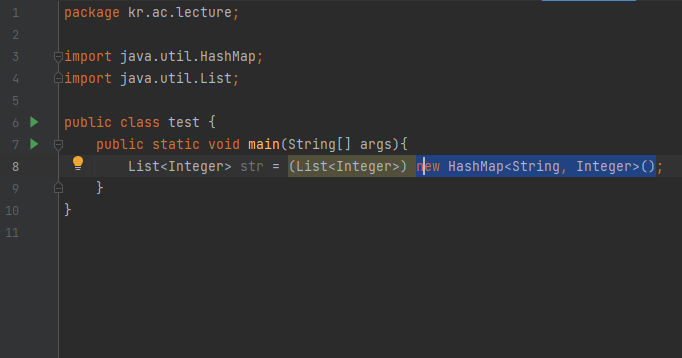 1 package kr.ac.lecture;
2
3 import java.util.HashMap;
4 import java.util.List;
5
6 public class test {
7     public static void main(String[] args){
8         List<Integer> str = (List<Integer>) new HashMap<String, Integer>();
9     }
10 }
11